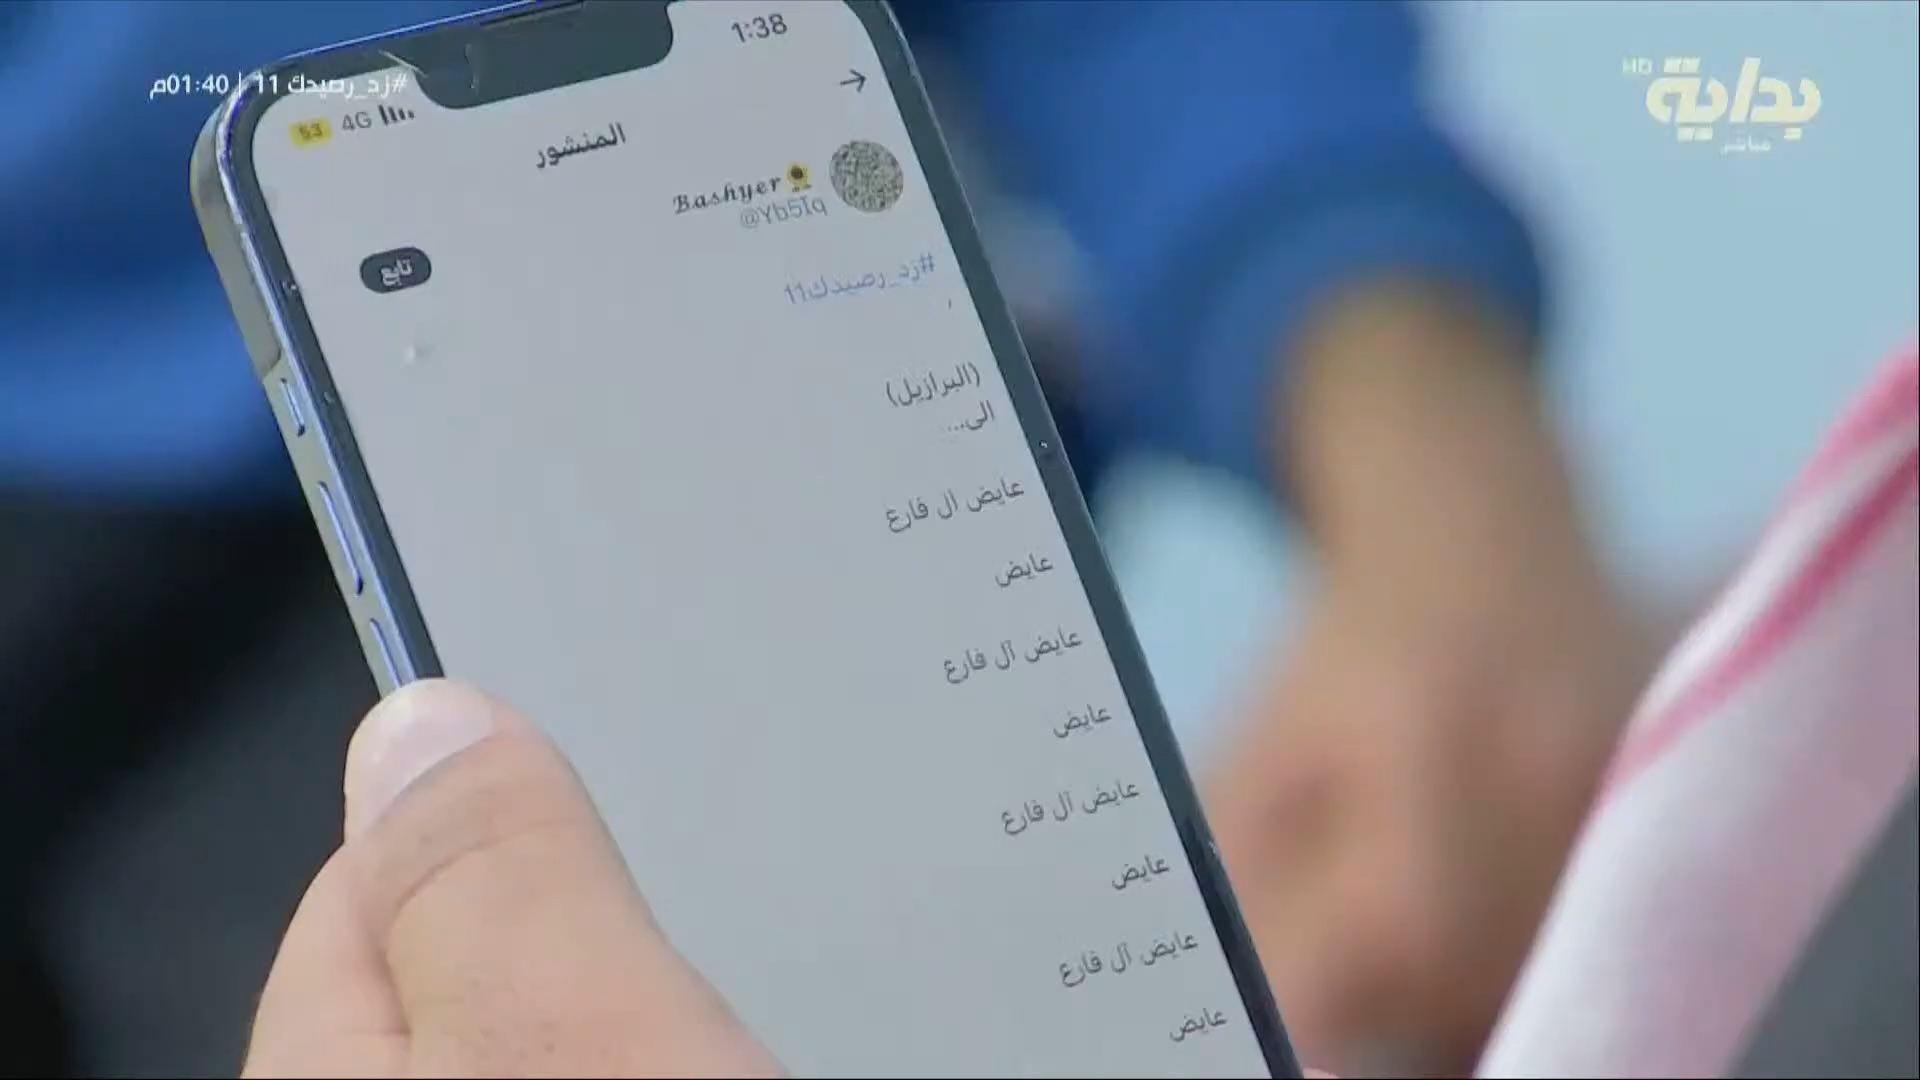 #زد_رصيدك 11 | 01:40م
بداية
HD
مباشر
1:38
4G
53
المنشور
Bashyer
@Yb5Iq
تابع
#زد_رصيدك11
،
(البرازيل)
الى....
عايض ال فارع
عايض
عايض آل فارع
عايض
عايض آل فارع
عايض
عايض آل فارع
عايض